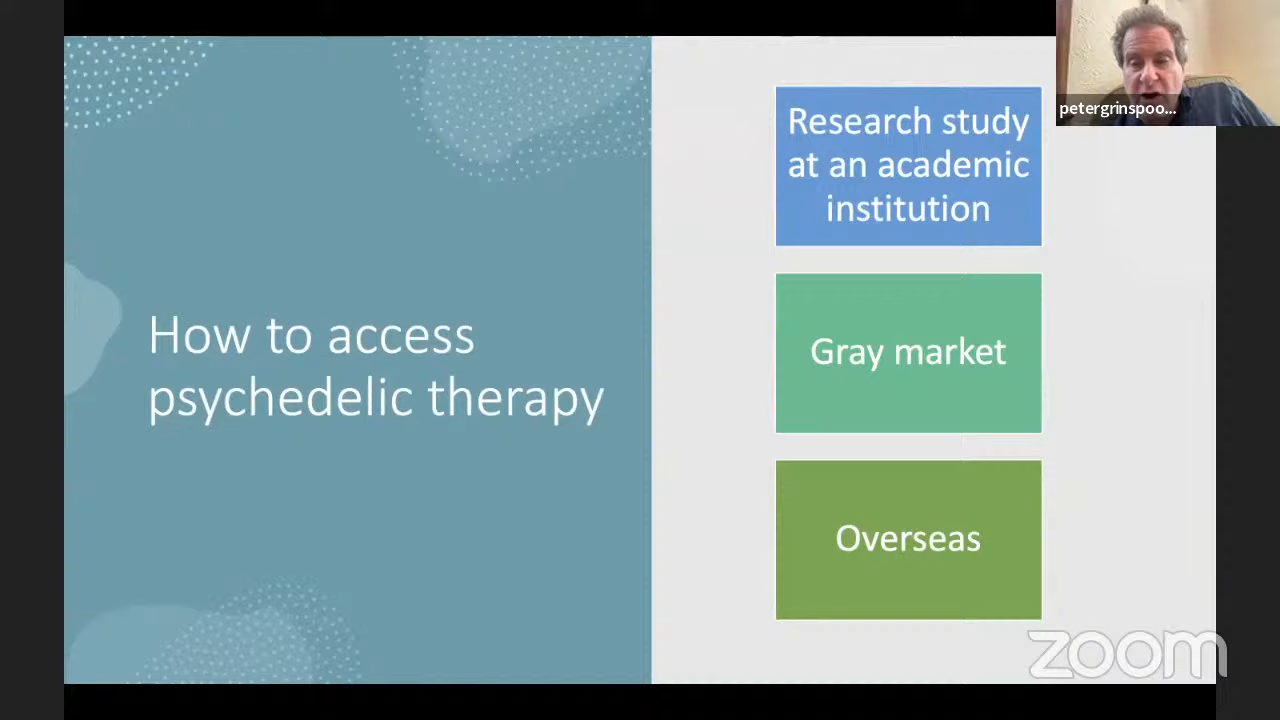 How to access
psychedelic therapy
Research study
at an academic
institution
Gray market
Overseas
petergrinspoo...
zoom